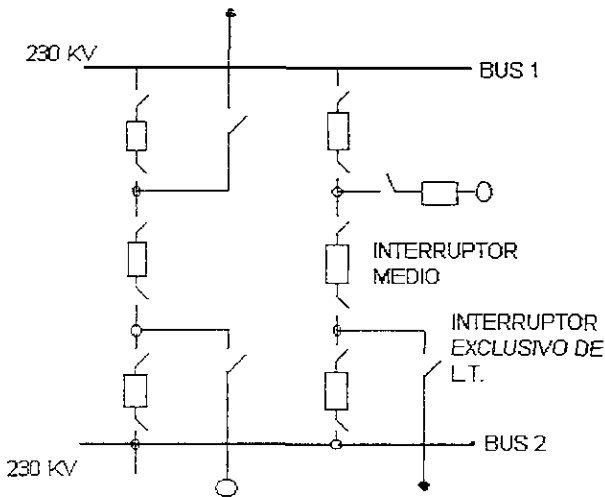 230 KV
BUS 1
INTERRUPTOR
MEDIO
INTERRUPTOR
EXCLUSIVO DE
L.T.
BUS 2
230 KV